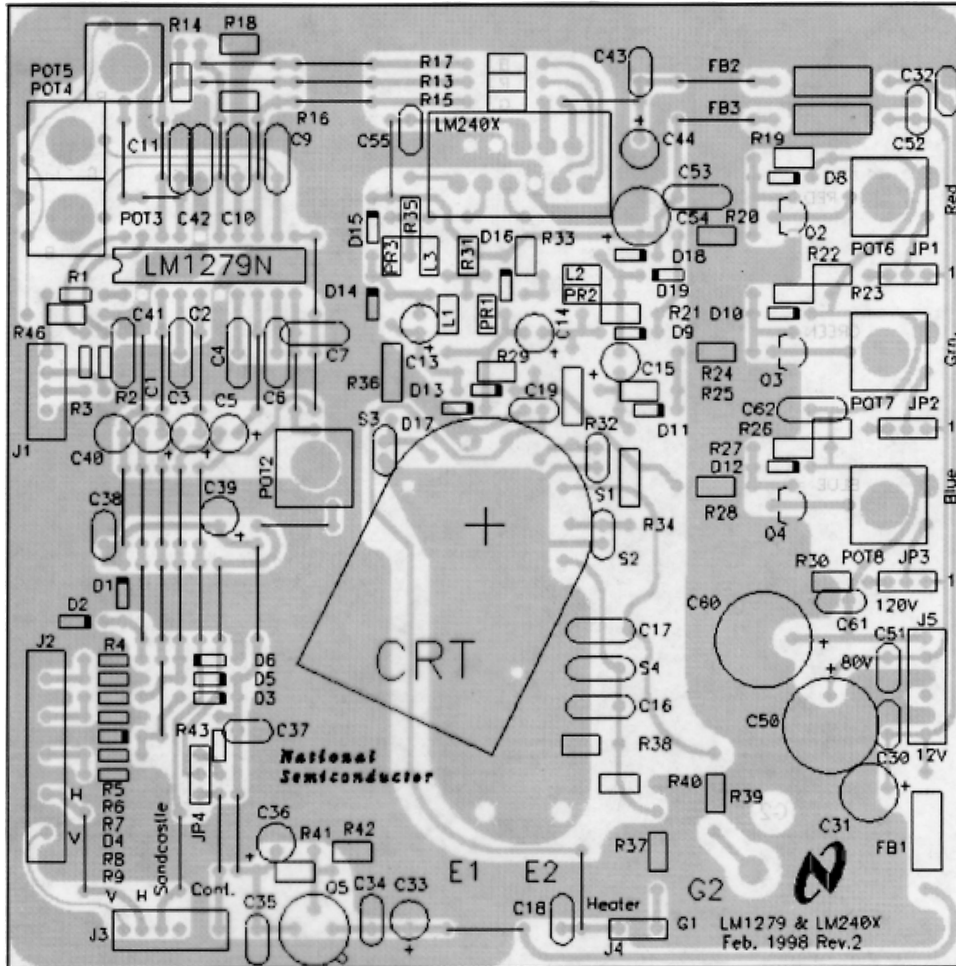 R14
R18
POT5
POT4
R17
R13
R15
R16
C43
FB2
FB3
C32
C52
LM240X
C55
C44
C11
C9
R19
D8
C53
C54
R20
Red
POT3
C42
C10
D15
R35
PR3
L3
R31
D16
R33
D18
D19
Q2
POT6
JP1
R22
R23
1
LM1279N
R1
D14
L2
PR2
L1
PR1
R21
D9
D10
GREEN
Grn.
R46
C41
C2
C4
C7
C13
C14
C15
R29
R36
D13
C19
R24
R25
Q3
POT7
JP2
J1
R3
R2
C1
C3
C5
C6
C40
POT2
S3
D17
R32
D11
C62
R26
R27
D12
1
C38
C39
S1
R34
S2
R28
BLUE
Blue
Q4
POT8
JP3
D1
D2
R30
1
120V
C60
C61
C51
J5
J2
R4
D6
D5
D3
CRT
C17
S4
C16
80V
C50
C30
12V
R43
C37
National
Semiconductor
R38
R40
R39
C31
FB1
H
V
R5
R6
R7
D4
R8
R9
Sandcastle
JP4
C36
R41
R42
R37
E1
E2
G2
V
H
Cont.
J3
C35
Q5
C34
C33
C18
Heater
J4
G1
LM1279 & LM240X
Feb. 1998 Rev.2